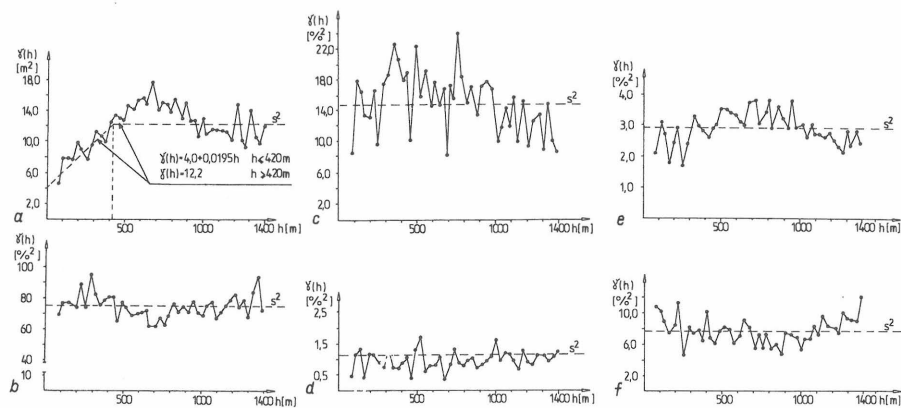 γ(h)
[m²]
18,0
14,0
10,0
6,0
2,0
s²
γ(h)=4,0+0,0195h h⩽420m
γ(h)=12,2 h⩾420m
a
500
1000
1400 h[m]
γ(h)
[%²]
100
80
60
40
10
s²
b
500
1000
1400 h[m]
γ(h)
[%²]
22,0
18,0
14,0
10,0
6,0
2,0
s²
c
500
1000
1400 h[m]
γ(h)
[%²]
2,5
1,5
0,5
s²
d
500
1000
1400 h[m]
γ(h)
[%²]
4,0
3,0
2,0
1,0
s²
e
500
1000
1400 h[m]
γ(h)
[%²]
10,0
6,0
2,0
s²
f
500
1000
1400 h[m]